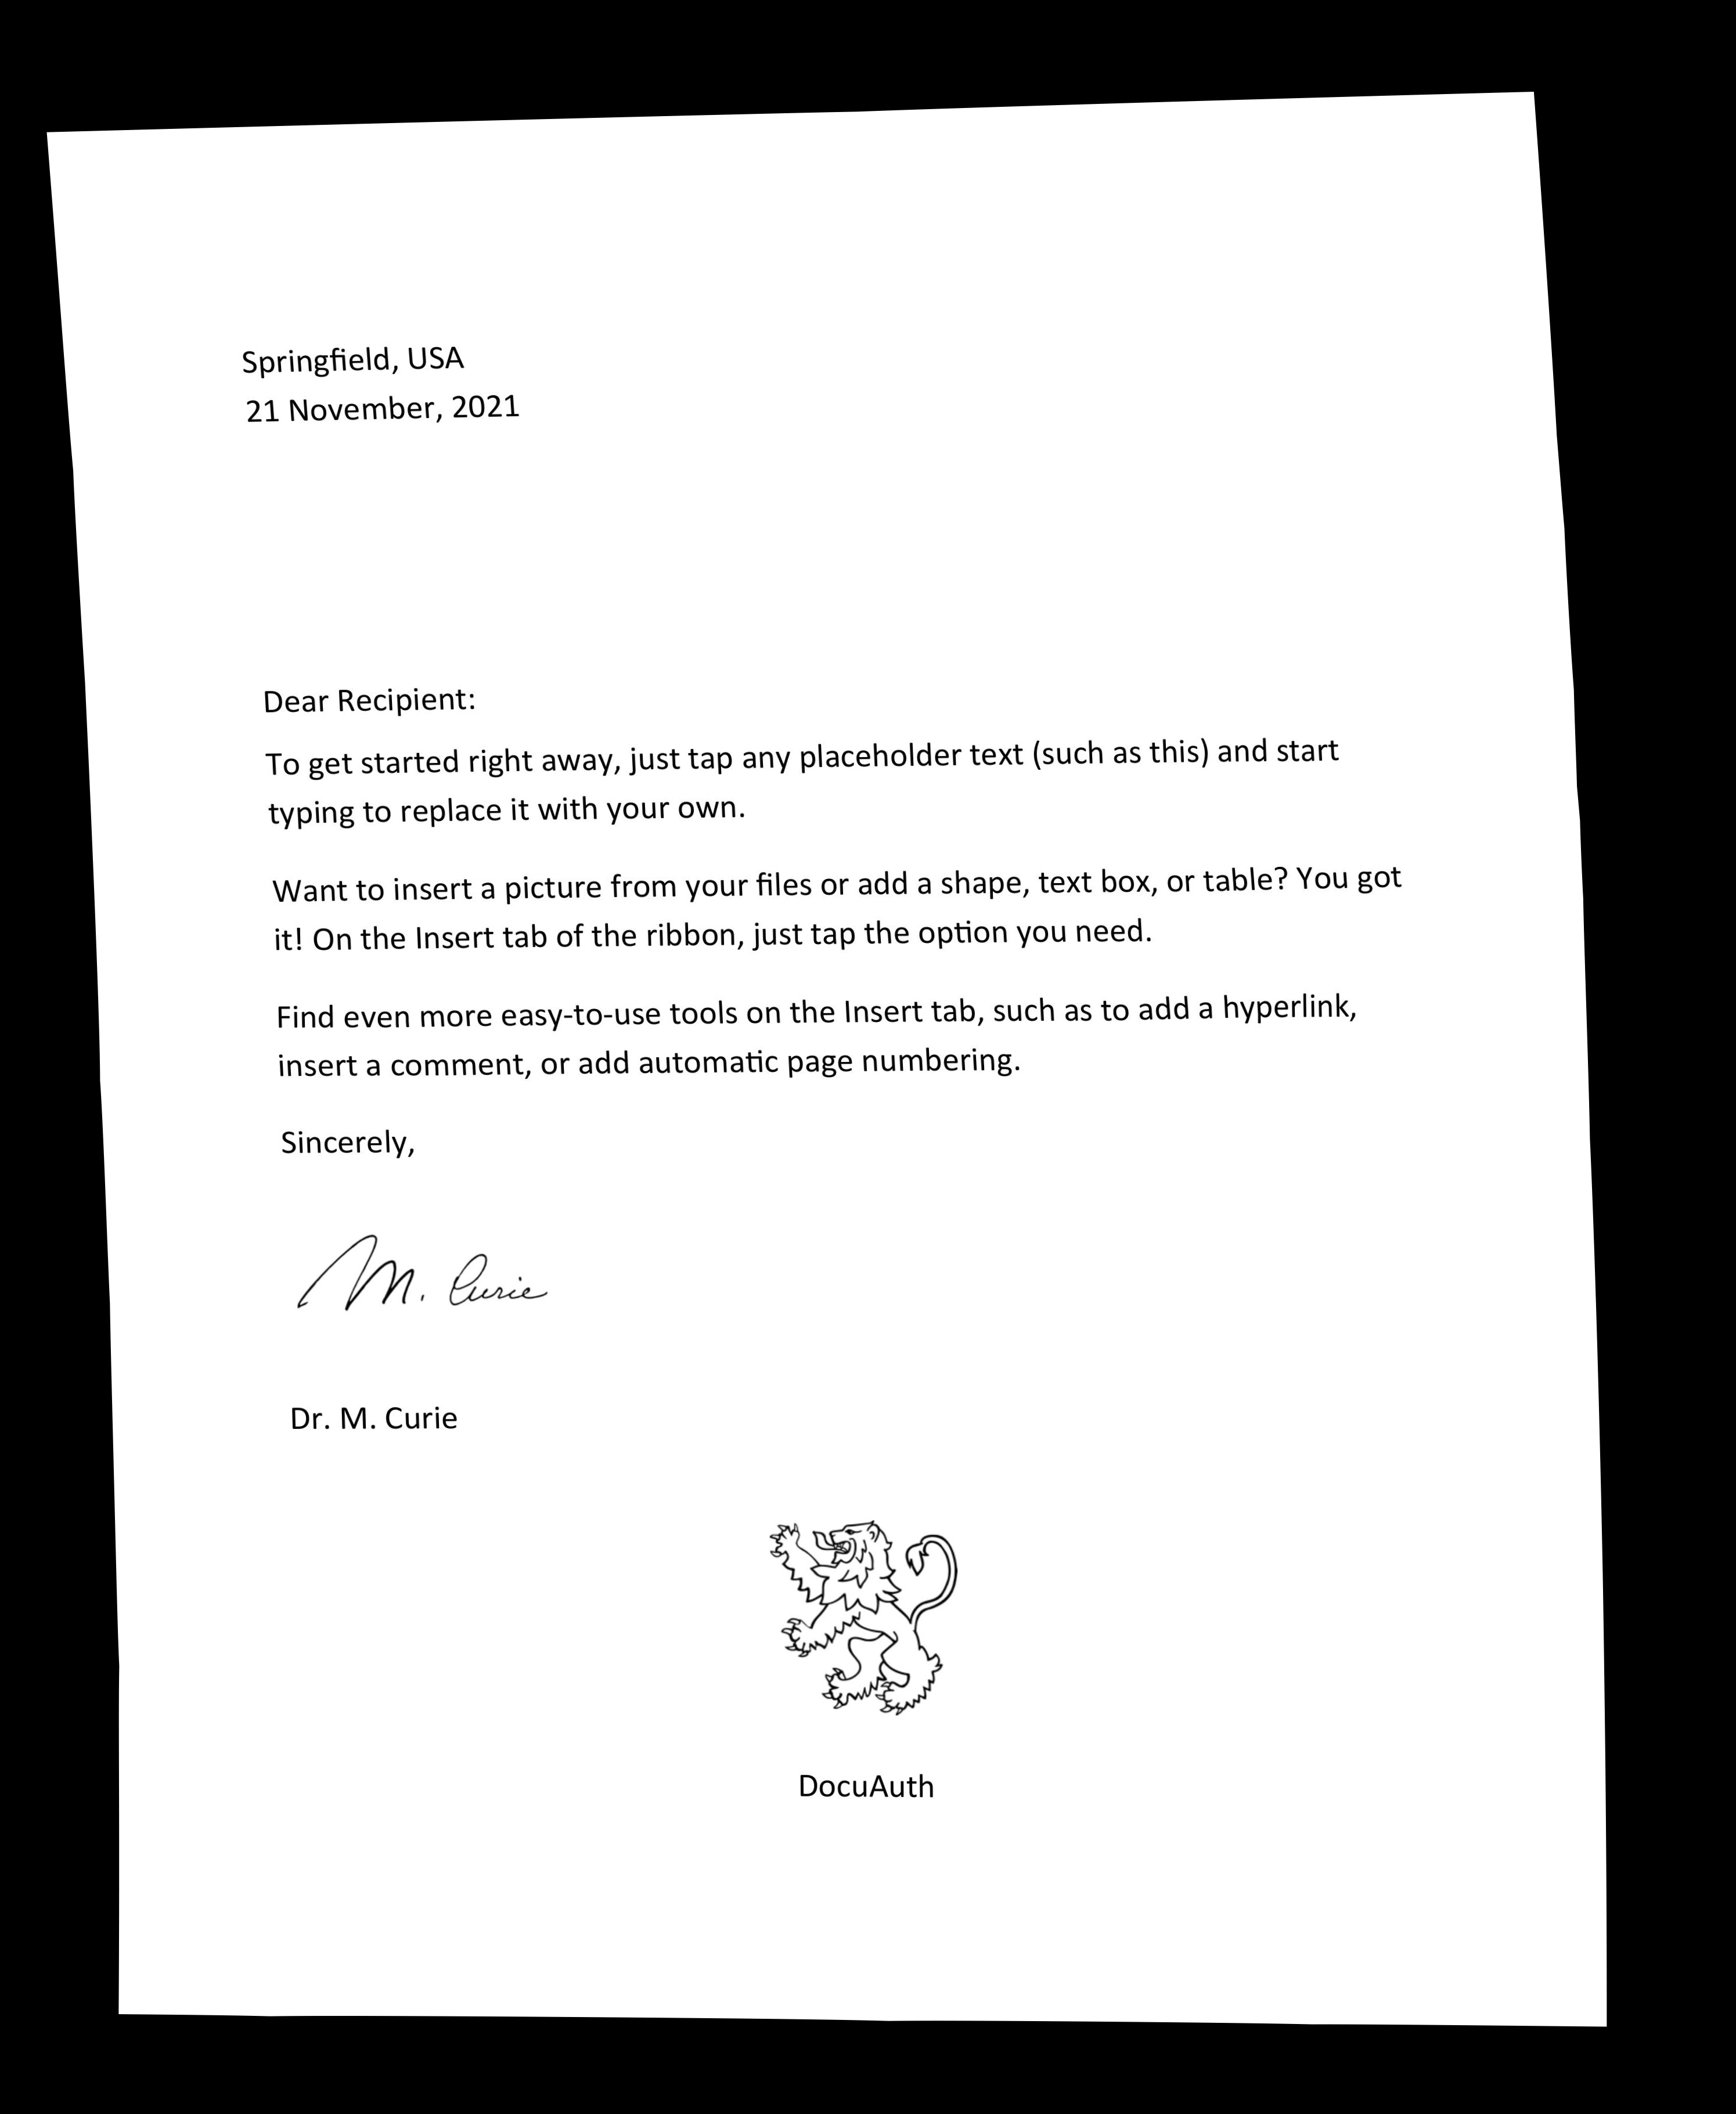 Springfield, USA
21 November, 2021
Dear Recipient:
To get started right away, just tap any placeholder text (such as this) and start
typing to replace it with your own.
Want to insert a picture from your files or add a shape, text box, or table? You got
it! On the Insert tab of the ribbon, just tap the option you need.
Find even more easy-to-use tools on the Insert tab, such as to add a hyperlink,
insert a comment, or add automatic page numbering.
Sincerely,
M. Curie
Dr. M. Curie
DocuAuth